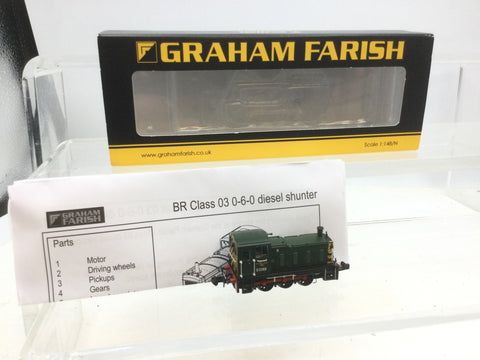 GRAHAM FARISH
www.grahamfarish.co.uk
Scale 1:148/N
GRAHAM
FARISH
BR Class 03 0-6-0 diesel shunter
Parts
1 Motor
2 Driving wheels
3 Pickups
4 Gears